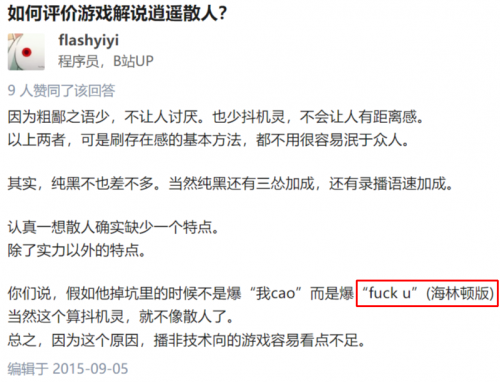 如何评价游戏解说逍遥散人?
flashyiyi
程序员，B站UP
9 人赞同了该回答
因为粗鄙之语少，不让人讨厌。也少抖机灵，不会让人有距离感。
以上两者，可是刷存在感的基本方法，都不用很容易泯于众人。
其实，纯黑不也差不多。当然纯黑还有三怂加成，还有录播语速加成。
认真一想散人确实缺少一个特点。
除了实力以外的特点。
你们说，假如他掉坑里的时候不是爆“我cao”而是爆“fuck u”(海林顿版)
当然这个算抖机灵，就不像散人了。
总之，因为这个原因，播非技术向的游戏容易看点不足。
编辑于 2015-09-05